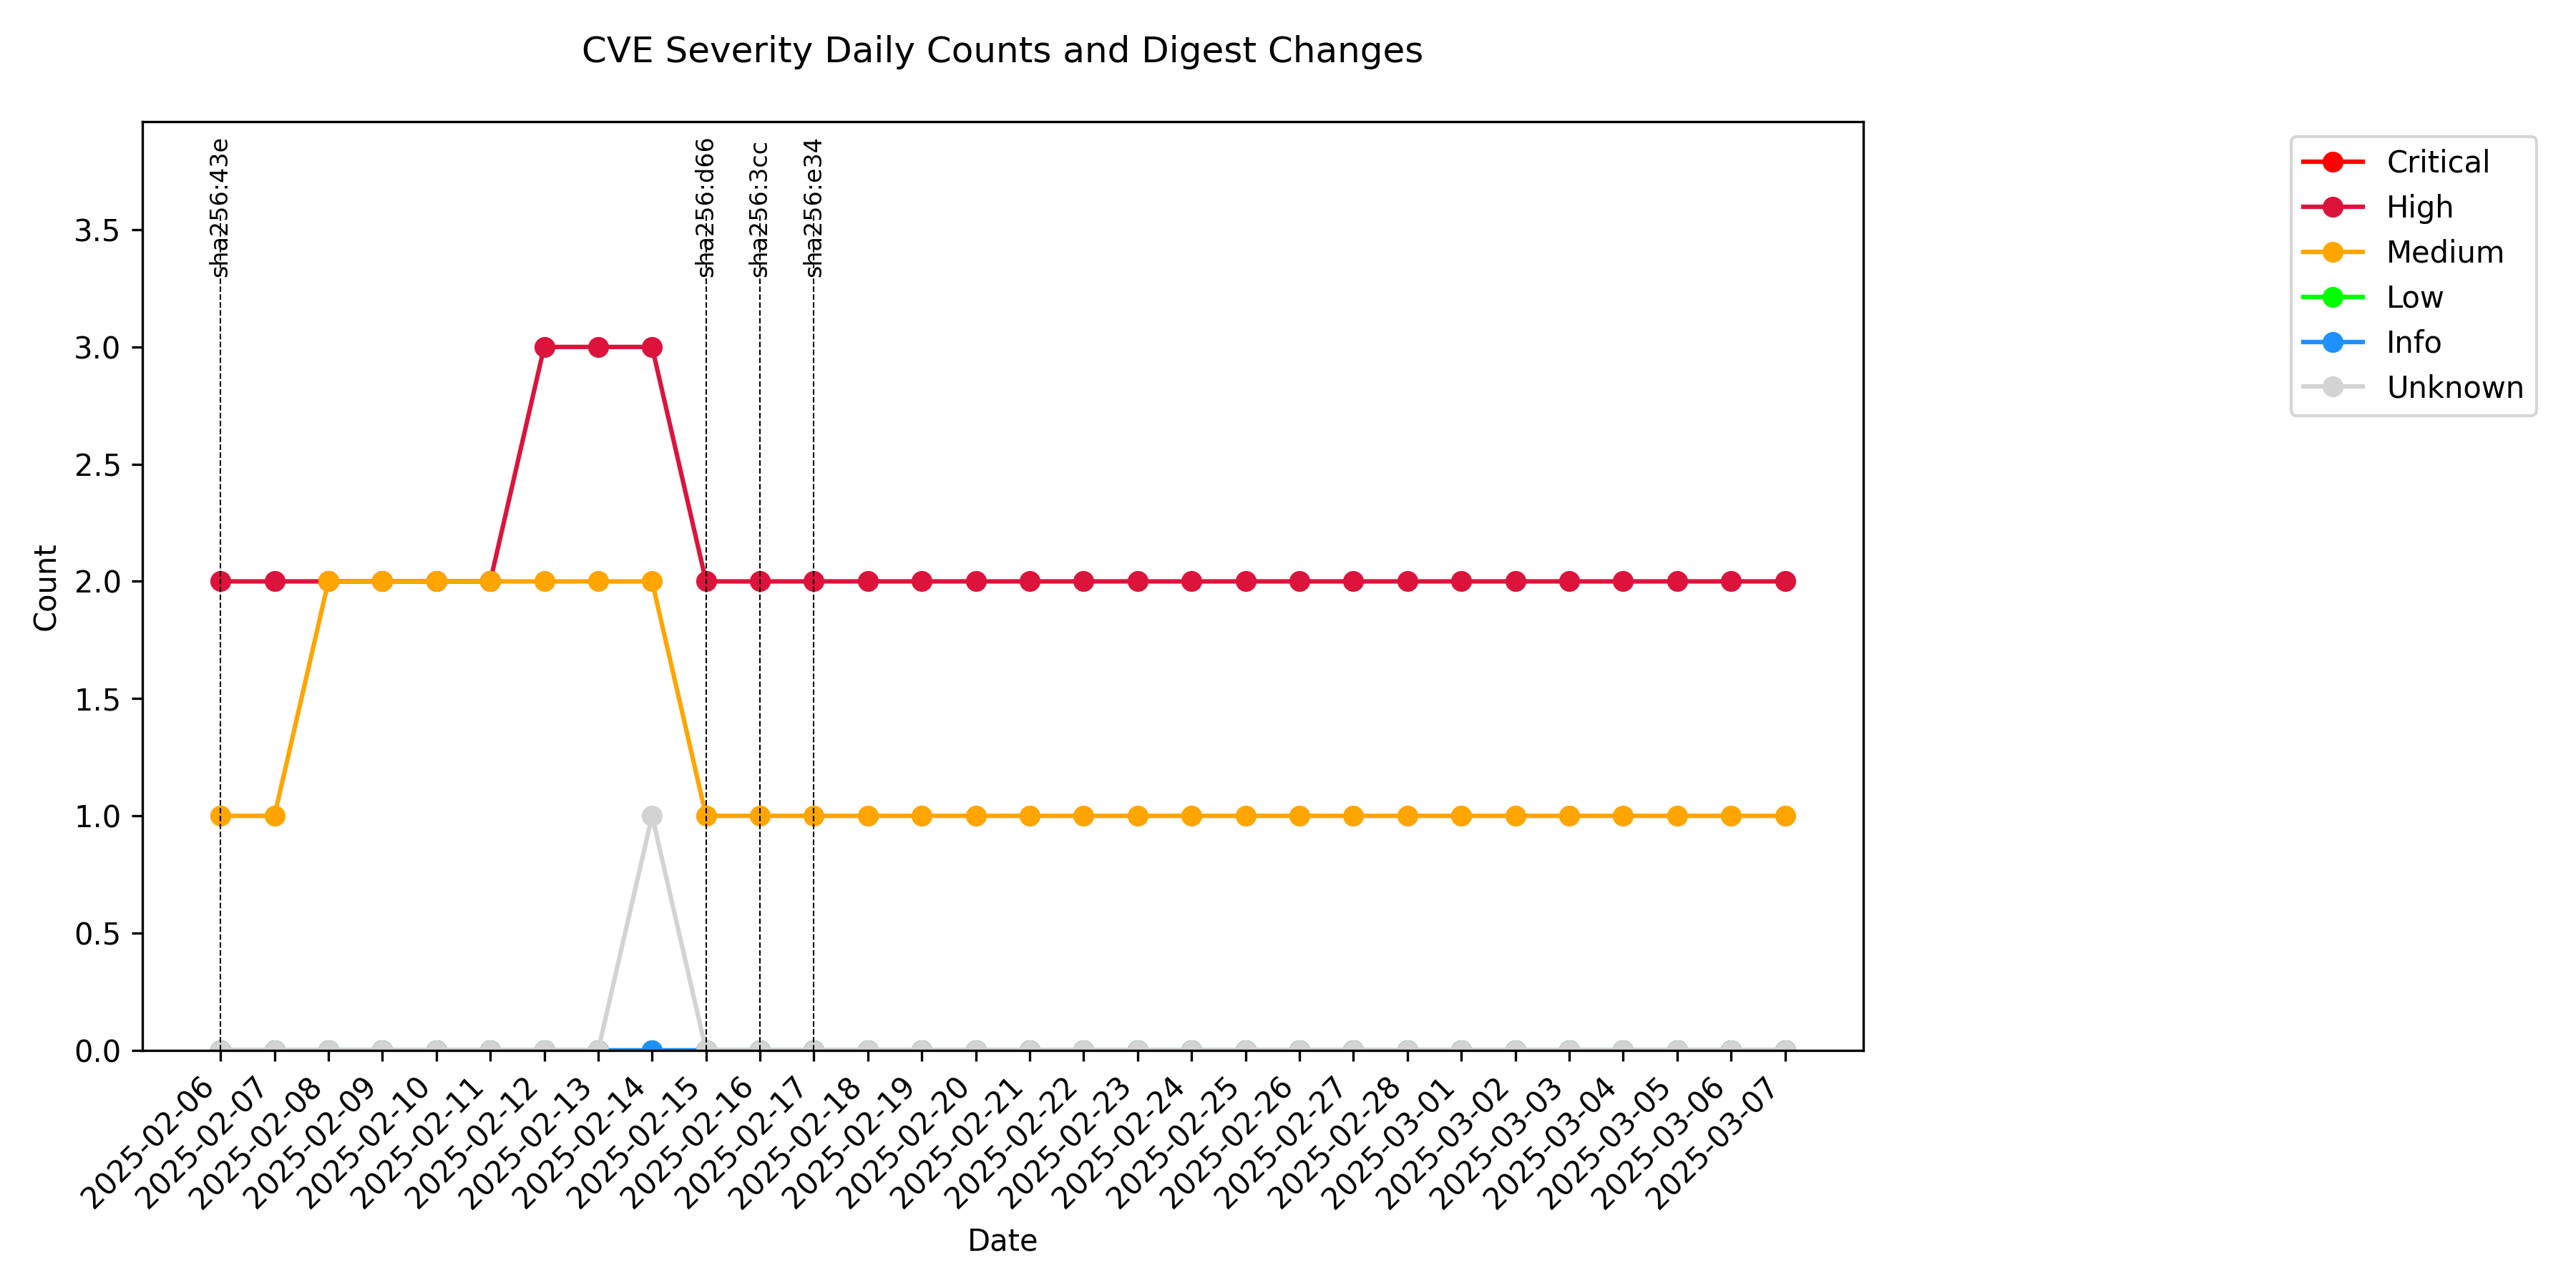 CVE Severity Daily Counts and Digest Changes
sha256:43e
sha256:d66
sha256:3cc
sha256:e34
Critical
High
Medium
Low
Info
Unknown
3.5
3.0
2.5
2.0
1.5
1.0
0.5
0.0
Count
2025-02-06
2025-02-07
2025-02-08
2025-02-09
2025-02-10
2025-02-11
2025-02-12
2025-02-13
2025-02-14
2025-02-15
2025-02-16
2025-02-17
2025-02-18
2025-02-19
2025-02-20
2025-02-21
2025-02-22
2025-02-23
2025-02-24
2025-02-25
2025-02-26
2025-02-27
2025-02-28
2025-03-01
2025-03-02
2025-03-03
2025-03-04
2025-03-05
2025-03-06
2025-03-07
Date